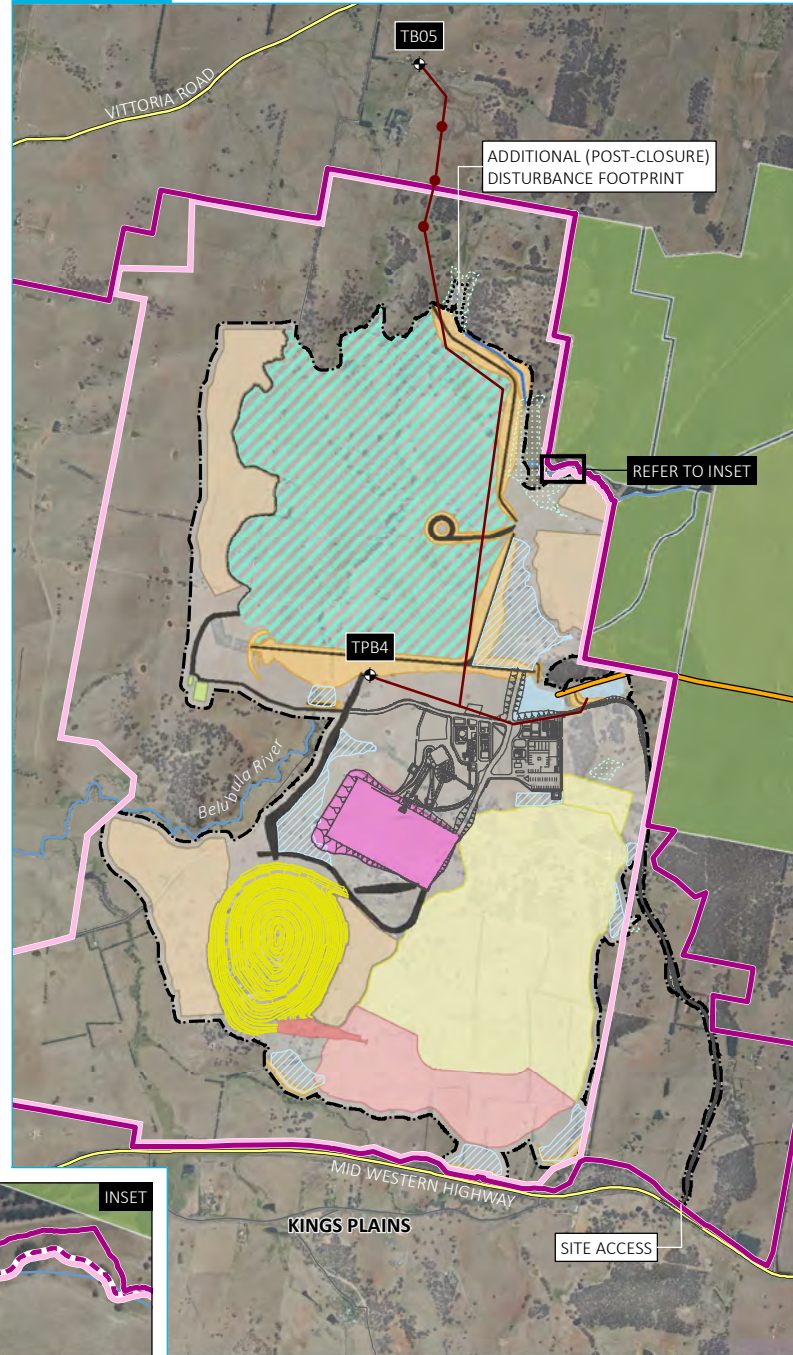 TB05
VITTORIA ROAD
ADDITIONAL (POST-CLOSURE)
DISTURBANCE FOOTPRINT
REFER TO INSET
TPB4
Belubula River
INSET
MID WESTERN HIGHWAY
KINGS PLAINS
SITE ACCESS